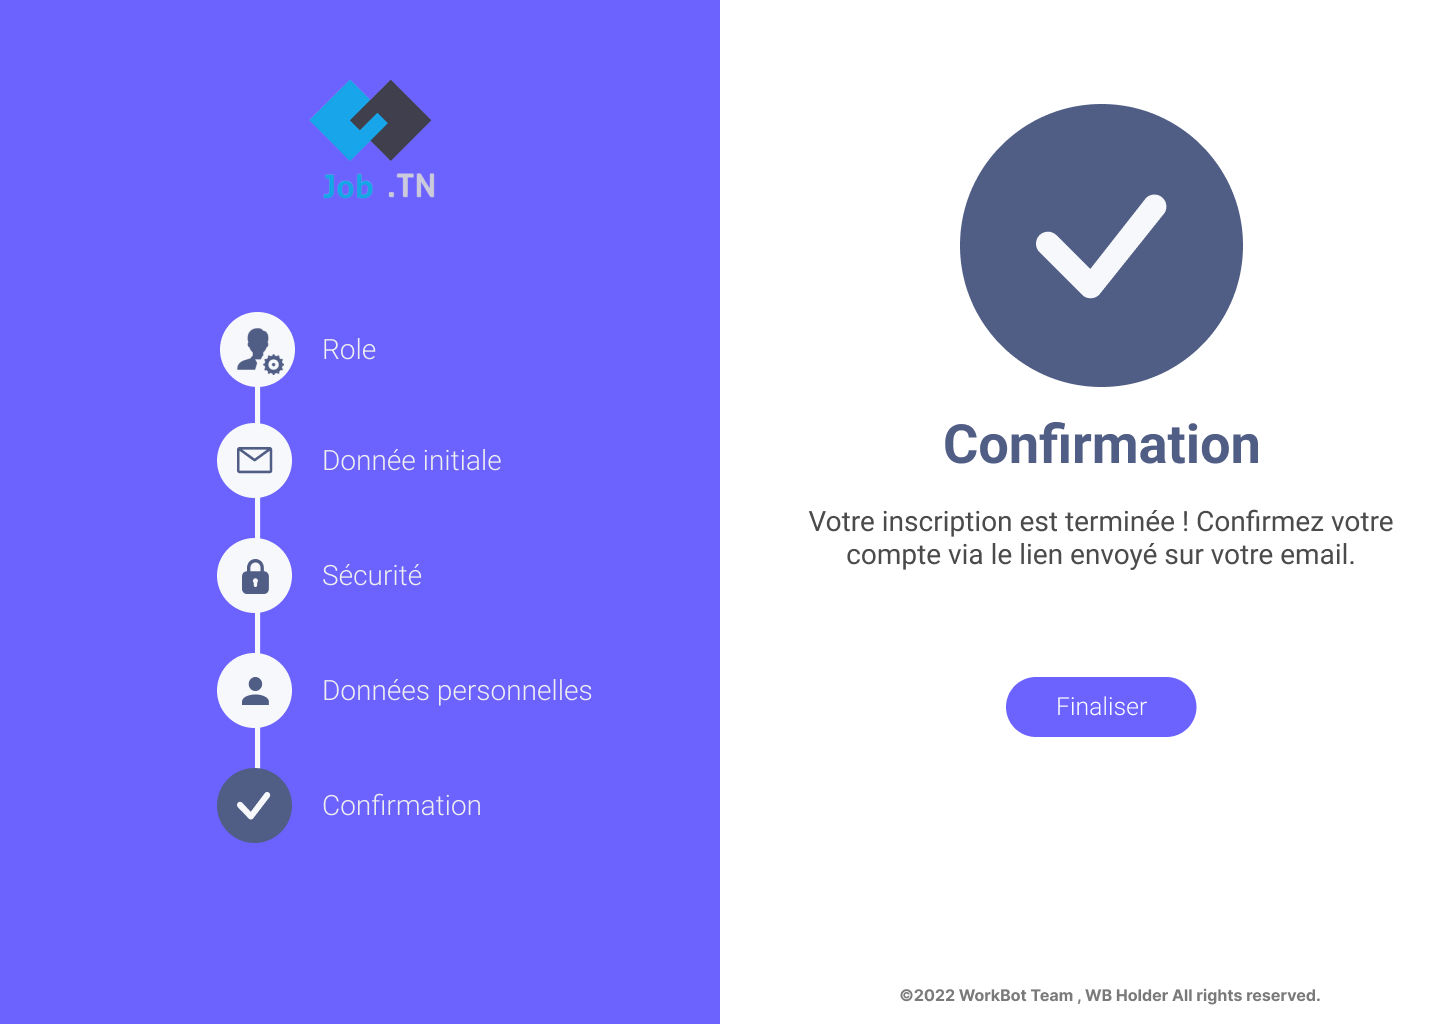 Job .TN
Role
Donnée initiale
Sécurité
Données personnelles
Confirmation
Confirmation
Votre inscription est terminée ! Confirmez votre
compte via le lien envoyé sur votre email.
Finaliser
©2022 WorkBot Team , WB Holder All rights reserved.